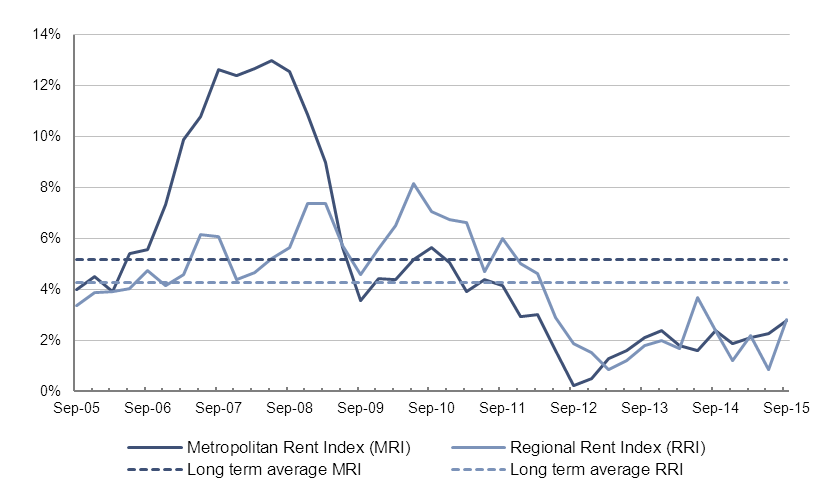 14%
12%
10%
8%
6%
4%
2%
0%
Sep-05 Sep-06 Sep-07 Sep-08 Sep-09 Sep-10 Sep-11 Sep-12 Sep-13 Sep-14 Sep-15
Metropolitan Rent Index (MRI) Regional Rent Index (RRI)
Long term average MRI Long term average RRI